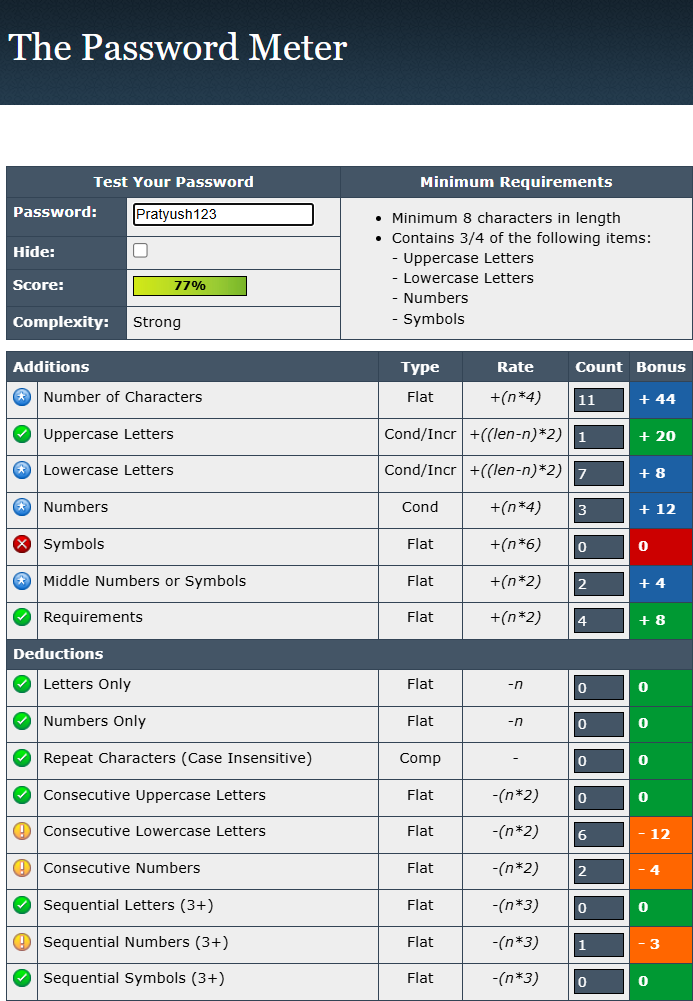 The Password Meter
Test Your Password
Minimum Requirements
Password: Pratyush123
Hide:
Score: 77%
Complexity: Strong
• Minimum 8 characters in length
• Contains 3/4 of the following items:
- Uppercase Letters
- Lowercase Letters
- Numbers
- Symbols
Additions Type Rate Count Bonus
Number of Characters Flat +(n*4) 11 + 44
Uppercase Letters Cond/Incr +((len-n)*2) 1 + 20
Lowercase Letters Cond/Incr +((len-n)*2) 7 + 8
Numbers Cond +(n*4) 3 + 12
Symbols Flat +(n*6) 0 0
Middle Numbers or Symbols Flat +(n*2) 2 + 4
Requirements Flat +(n*2) 4 + 8
Deductions
Letters Only Flat -n 0 0
Numbers Only Flat -n 0 0
Repeat Characters (Case Insensitive) Comp - 0 0
Consecutive Uppercase Letters Flat -(n*2) 0 0
Consecutive Lowercase Letters Flat -(n*2) 6 - 12
Consecutive Numbers Flat -(n*2) 2 - 4
Sequential Letters (3+) Flat -(n*3) 0 0
Sequential Numbers (3+) Flat -(n*3) 1 - 3
Sequential Symbols (3+) Flat -(n*3) 0 0